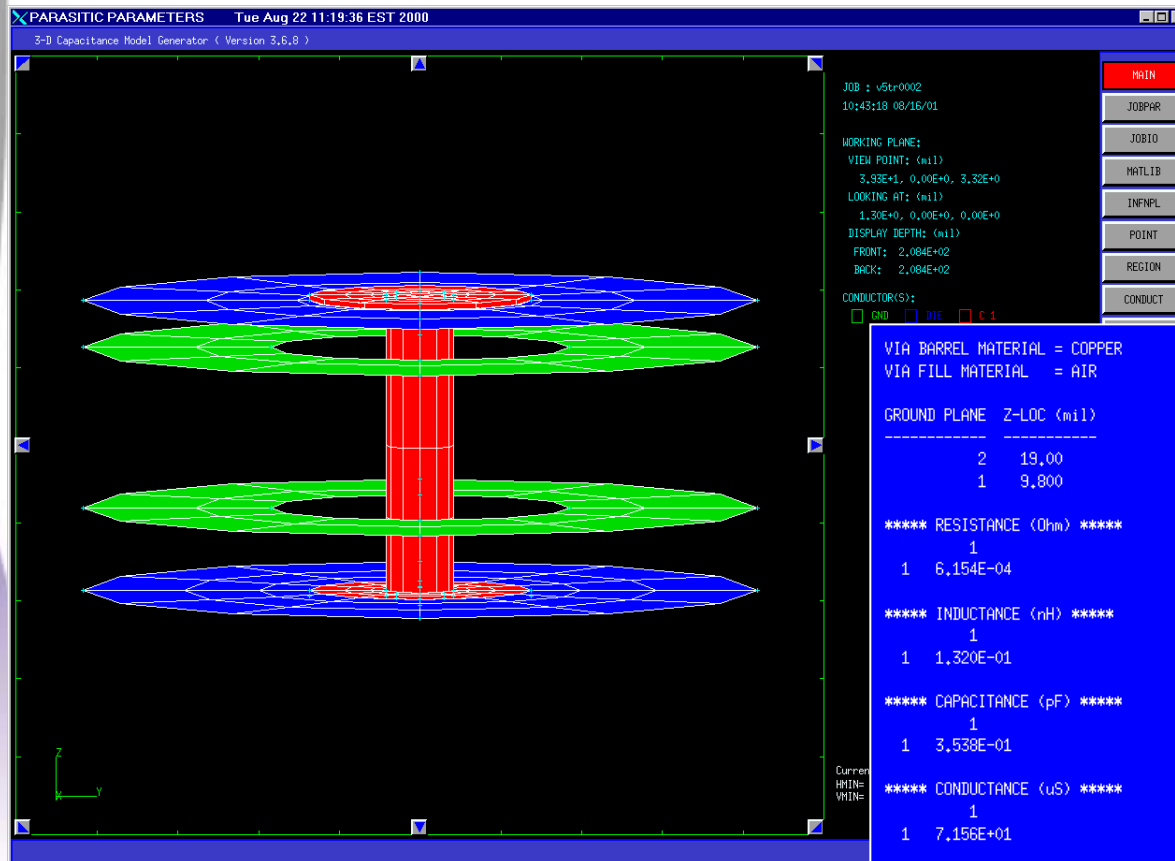 PARASITIC PARAMETERS Tue Aug 22 11:19:36 EST 2000
3-D Capacitance Model Generator ( Version 3.6.8 )
JOB : v5tr0002
10:43:18 08/16/01
WORKING PLANE:
VIEW POINT: (mil)
3.93E+1, 0.00E+0, 3.32E+0
LOOKING AT: (mil)
1.30E+0, 0.00E+0, 0.00E+0
DISPLAY DEPTH: (mil)
FRONT: 2.084E+02
BACK: 2.084E+02
CONDUCTOR(S):
GND DIE C 1
MAIN
JOBPAR
JOBIO
MATLIB
INFNPL
POINT
REGION
CONDUCT
VIA BARREL MATERIAL = COPPER
VIA FILL MATERIAL = AIR
GROUND PLANE Z-LOC (mil)
------------ -----------
2 19.00
1 9.800
***** RESISTANCE (Ohm) *****
1
1 6.154E-04
***** INDUCTANCE (nH) *****
1
1 1.320E-01
***** CAPACITANCE (pF) *****
1
1 3.538E-01
***** CONDUCTANCE (uS) *****
1
1 7.156E+01
Curren
HMIN=
VMIN=
Z
X Y